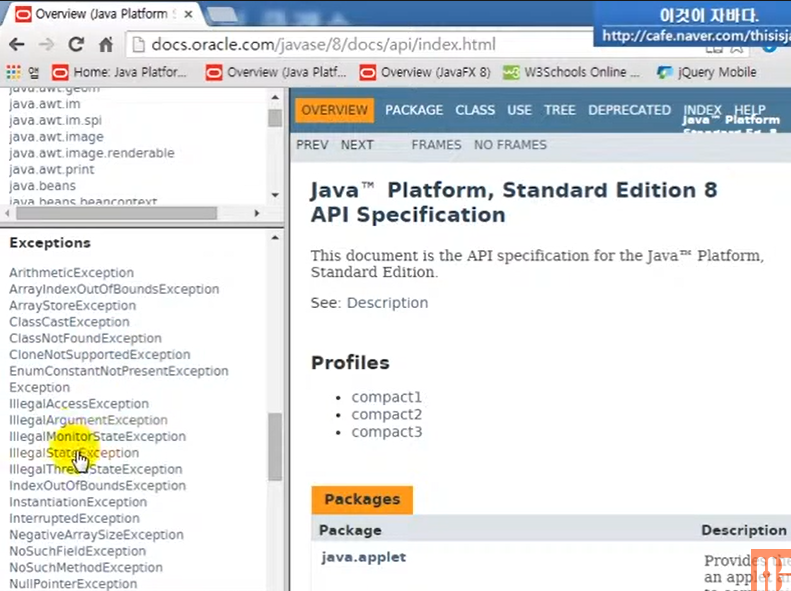 Overview (Java Platform S
이것이 자바다.
http://cafe.naver.com/thisisja
docs.oracle.com/javase/8/docs/api/index.html
앱
Home: Java Platfor...
Overview (Java Platf...
Overview (JavaFX 8)
W3Schools Online ...
jQuery Mobile
java.awt.geom
java.awt.im
java.awt.im.spi
java.awt.image
java.awt.image.renderable
java.awt.print
java.beans
java.beans.beancontext
Exceptions
ArithmeticException
ArrayIndexOutOfBoundsException
ArrayStoreException
ClassCastException
ClassNotFoundException
CloneNotSupportedException
EnumConstantNotPresentException
Exception
IllegalAccessException
IllegalArgumentException
IllegalMonitorStateException
IllegalStateException
IllegalThreadStateException
IndexOutOfBoundsException
InstantiationException
InterruptedException
NegativeArraySizeException
NoSuchFieldException
NoSuchMethodException
NullPointerException
OVERVIEW PACKAGE CLASS USE TREE DEPRECATED INDEX HELP
Java™ Platform
Standard Ed. 8
PREV NEXT FRAMES NO FRAMES
Java™ Platform, Standard Edition 8
API Specification
This document is the API specification for the Java™ Platform,
Standard Edition.
See: Description
Profiles
• compact1
• compact2
• compact3
Packages
Package Description
java.applet
Provides the
an applet